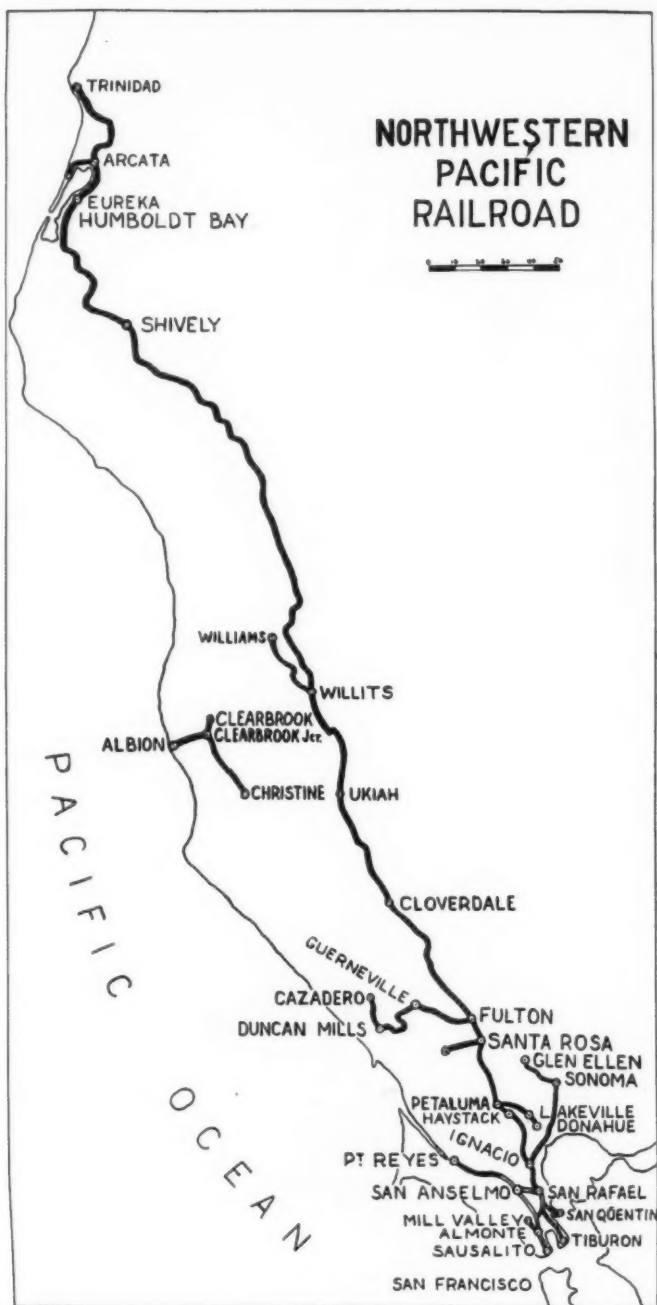 NORTHWESTERN
PACIFIC
RAILROAD
TRINIDAD
ARCATA
EUREKA
HUMBOLDT BAY
SHIVELY
WILLIAMS
WILLITS
CLEARBROOK
CLEARBROOK Jct.
ALBION
CHRISTINE
UKIAH
CLOVERDALE
GUERNEVILLE
CAZADERO
DUNCAN MILLS
FULTON
SANTA ROSA
GLEN ELLEN
SONOMA
PETALUMA
HAYSTACK
LAKEVILLE
DONAHUE
IGNACIO
PT REYES
SAN ANSELMO
SAN RAFAEL
SAN QUENTIN
MILL VALLEY
ALMONTE
TIBURON
SAUSALITO
SAN FRANCISCO
PACIFIC OCEAN